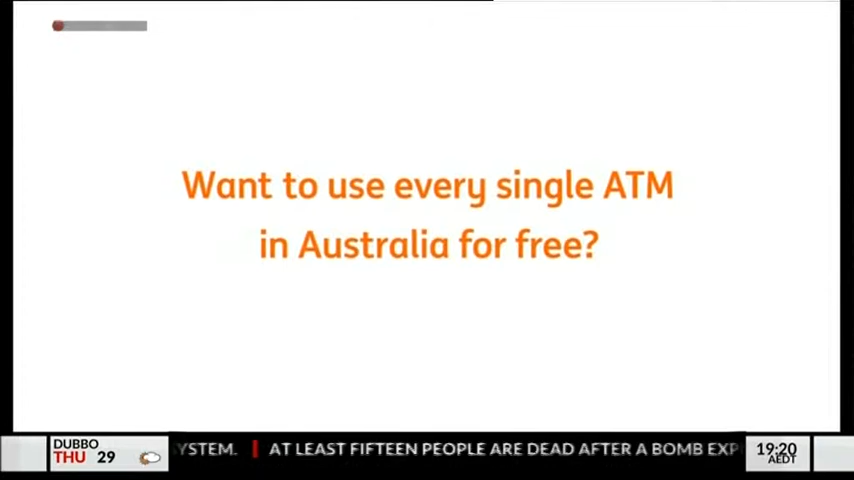 Want to use every single ATM
in Australia for free?
DUBBO
THU 29
YSTEM. AT LEAST FIFTEEN PEOPLE ARE DEAD AFTER A BOMB EXP
19:20
AEDT